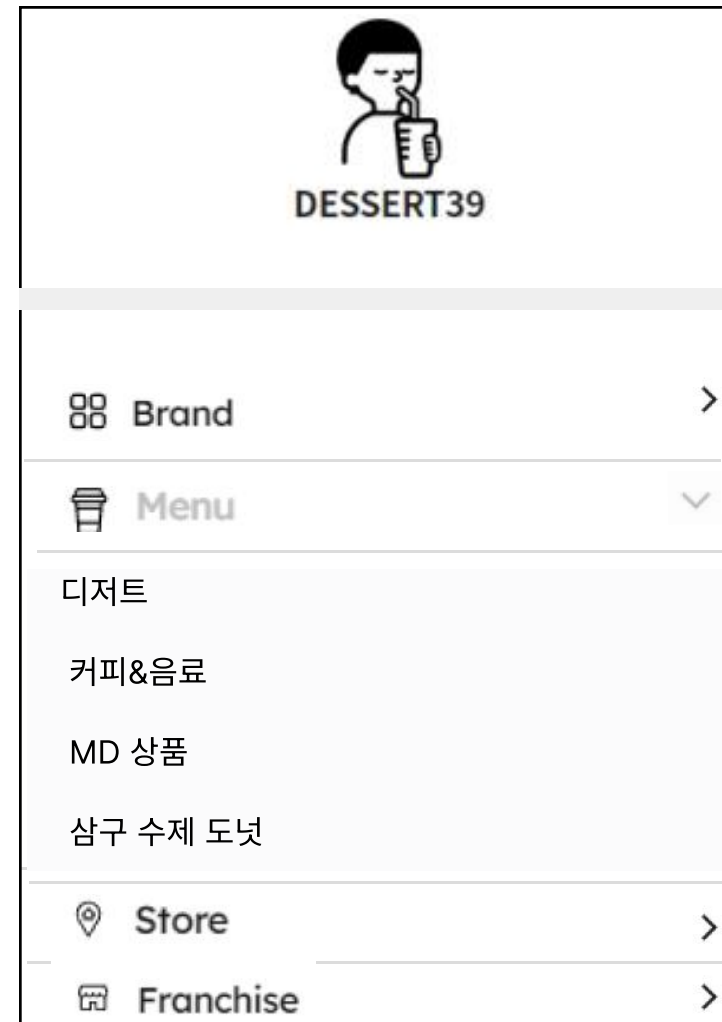 DESSERT39
Brand
Menu
디저트
커피&음료
MD 상품
삼구 수제 도넛
Store
Franchise